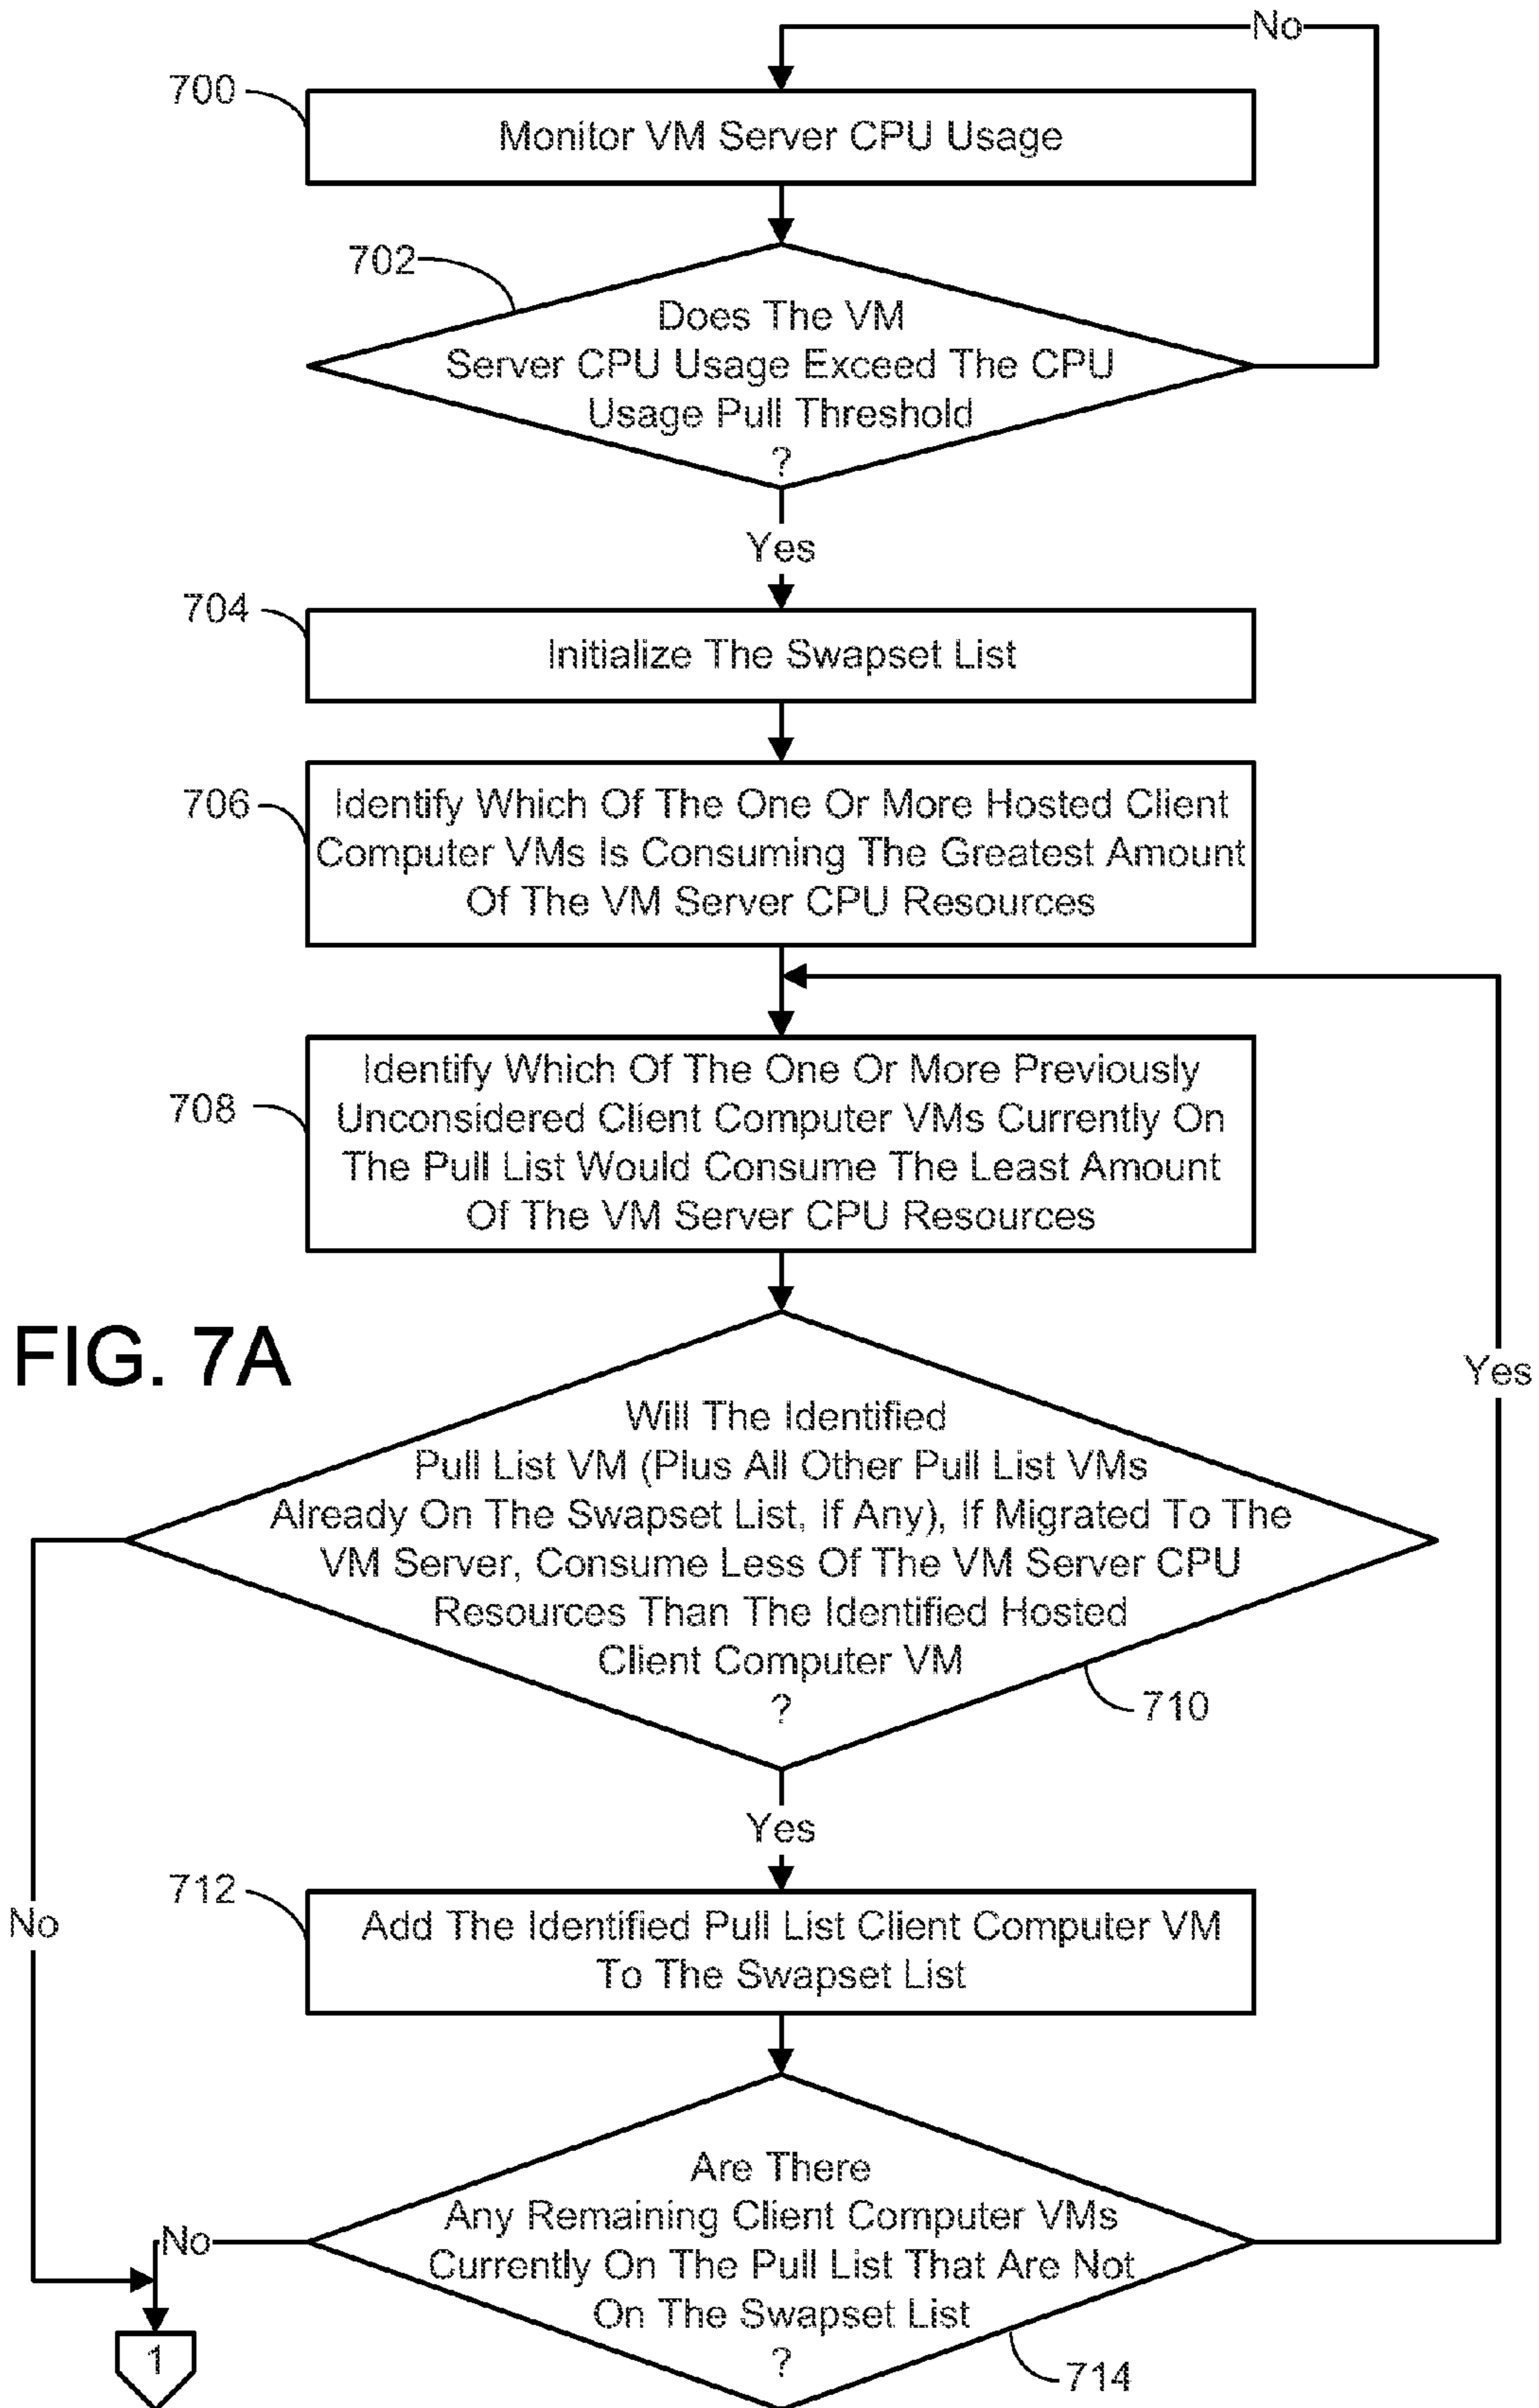 No
700
Monitor VM Server CPU Usage
702
Does The VM
Server CPU Usage Exceed The CPU
Usage Pull Threshold
?
Yes
704
Initialize The Swapset List
706
Identify Which Of The One Or More Hosted Client
Computer VMs Is Consuming The Greatest Amount
Of The VM Server CPU Resources
708
Identify Which Of The One Or More Previously
Unconsidered Client Computer VMs Currently On
The Pull List Would Consume The Least Amount
Of The VM Server CPU Resources
FIG. 7A
Yes
Will The Identified
Pull List VM (Plus All Other Pull List VMs
Already On The Swapset List, If Any), If Migrated To The
VM Server, Consume Less Of The VM Server CPU
Resources Than The Identified Hosted
Client Computer VM
?
710
Yes
712
No
Add The Identified Pull List Client Computer VM
To The Swapset List
Are There
Any Remaining Client Computer VMs
Currently On The Pull List That Are Not
On The Swapset List
?
No
714
1